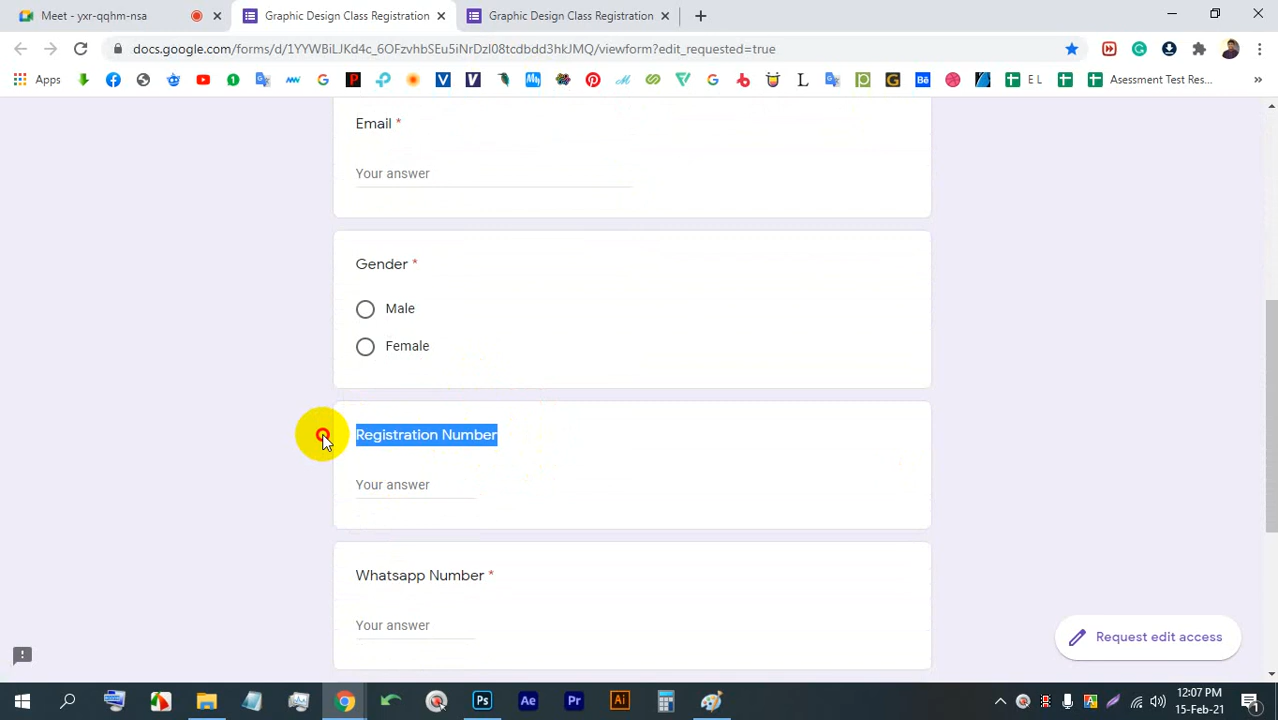 Meet - yxr-qqhm-nsa
Graphic Design Class Registration
Graphic Design Class Registration
docs.google.com/forms/d/1YYWBiLJKd4c_6OFzvhbSEu5iNrDzI08tcdbdd3hkJMQ/viewform?edit_requested=true
Apps
E L
Asessment Test Res...
Email *
Your answer
Gender *
Male
Female
Registration Number
Your answer
Whatsapp Number *
Your answer
Request edit access
12:07 PM
15-Feb-21